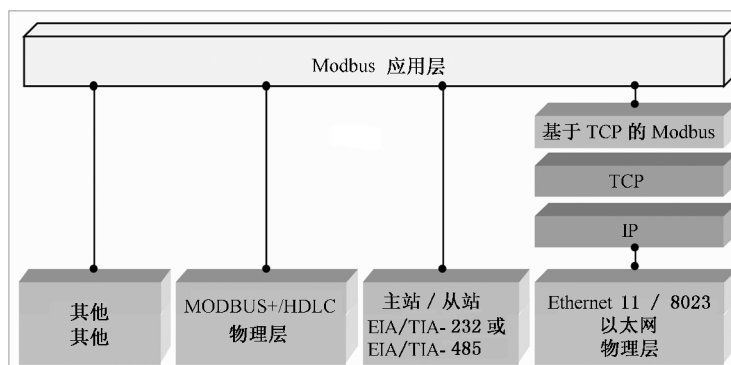 Modbus 应用层
基于 TCP 的 Modbus
TCP
IP
其他
其他
MODBUS+/HDLC
物理层
主站 / 从站
EIA/TIA- 232 或
EIA/TIA- 485
Ethernet 11 / 8023
以太网
物理层